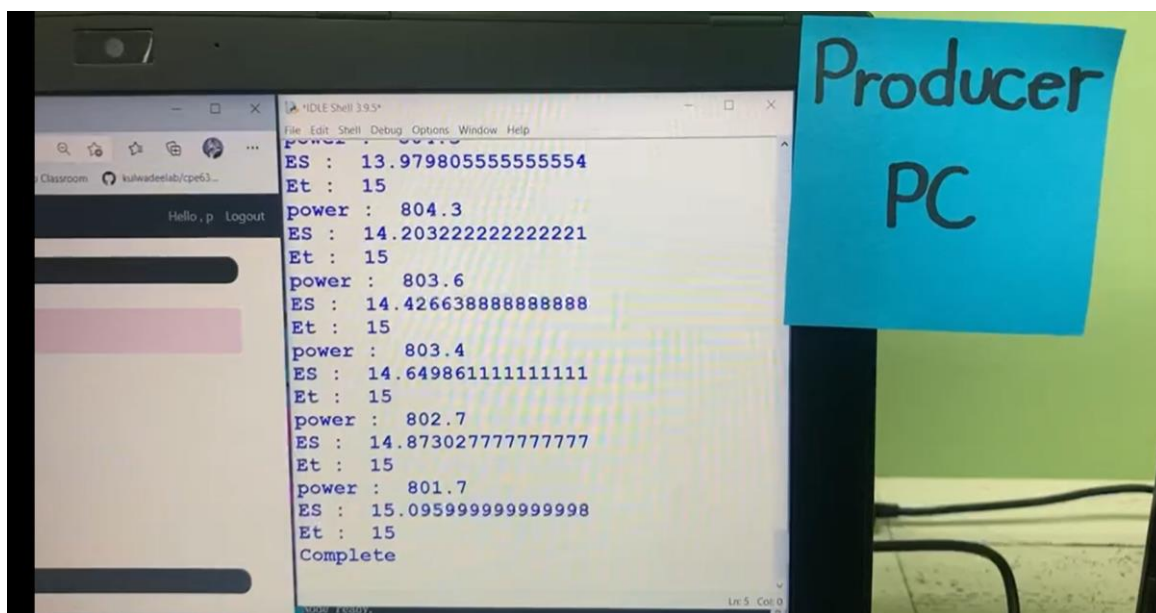 Producer
PC
*IDLE Shell 3.9.5*
File Edit Shell Debug Options Window Help
ES : 13.979805555555554
Et : 15
power : 804.3
ES : 14.203222222222221
Et : 15
power : 803.6
ES : 14.426638888888888
Et : 15
power : 803.4
ES : 14.649861111111111
Et : 15
power : 802.7
ES : 14.873027777777777
Et : 15
power : 801.7
ES : 15.095999999999998
Et : 15
Complete
Ln: 5 Col: 0
Classroom kulwadeelab/cpe63...
Hello , p Logout